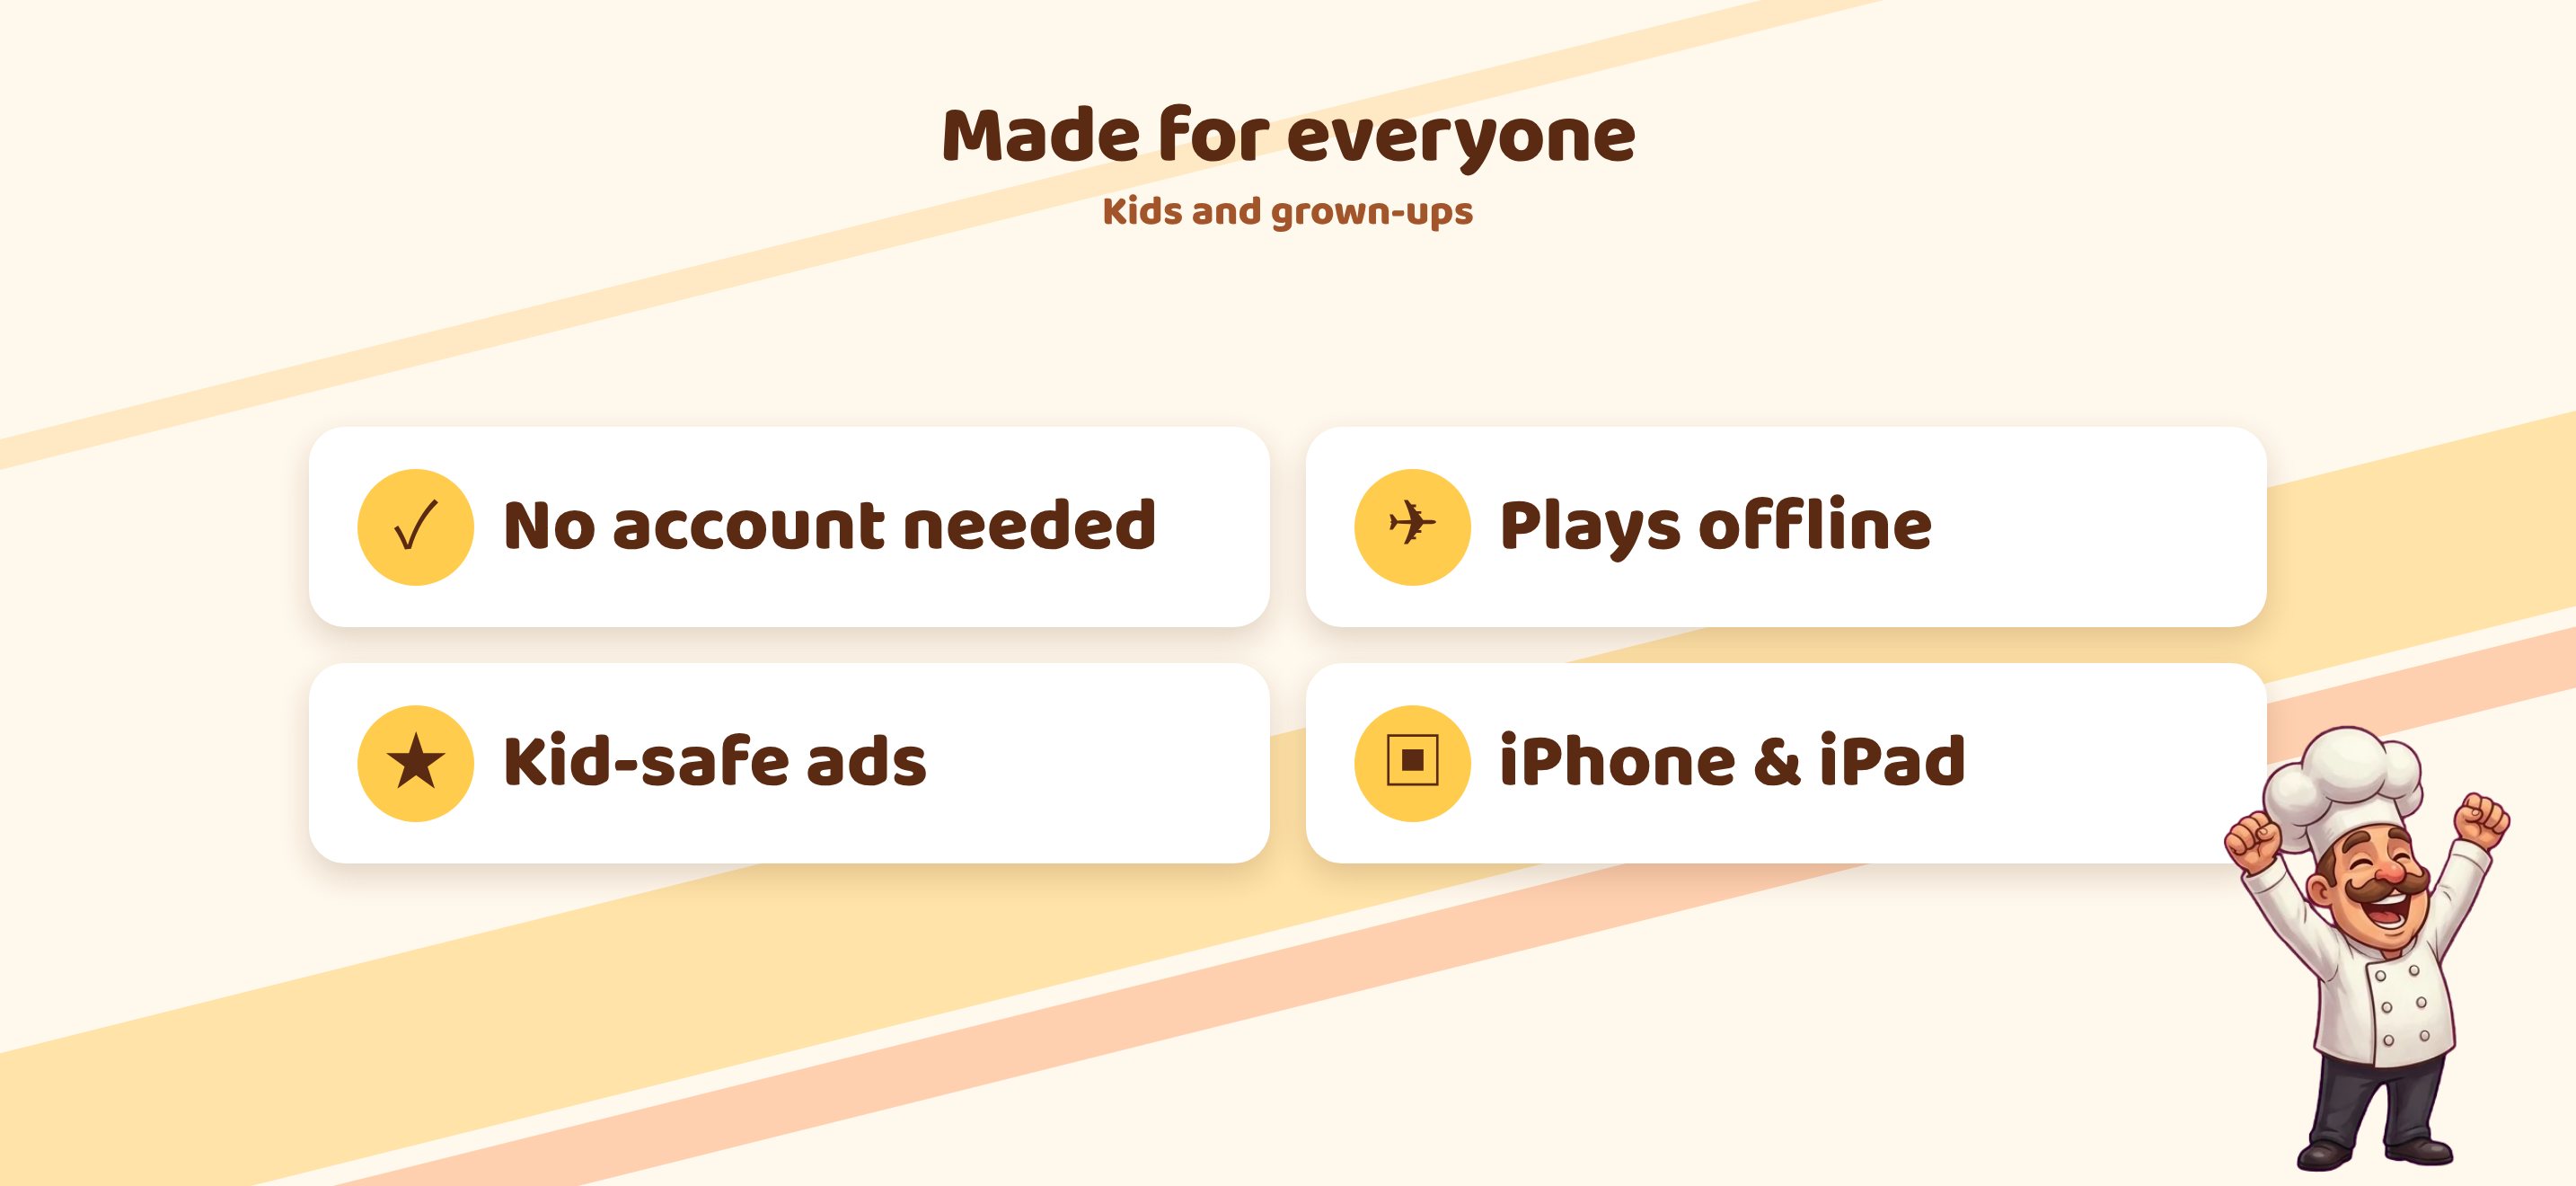 Made for everyone
Kids and grown-ups
No account needed
Plays offline
Kid-safe ads
iPhone & iPad